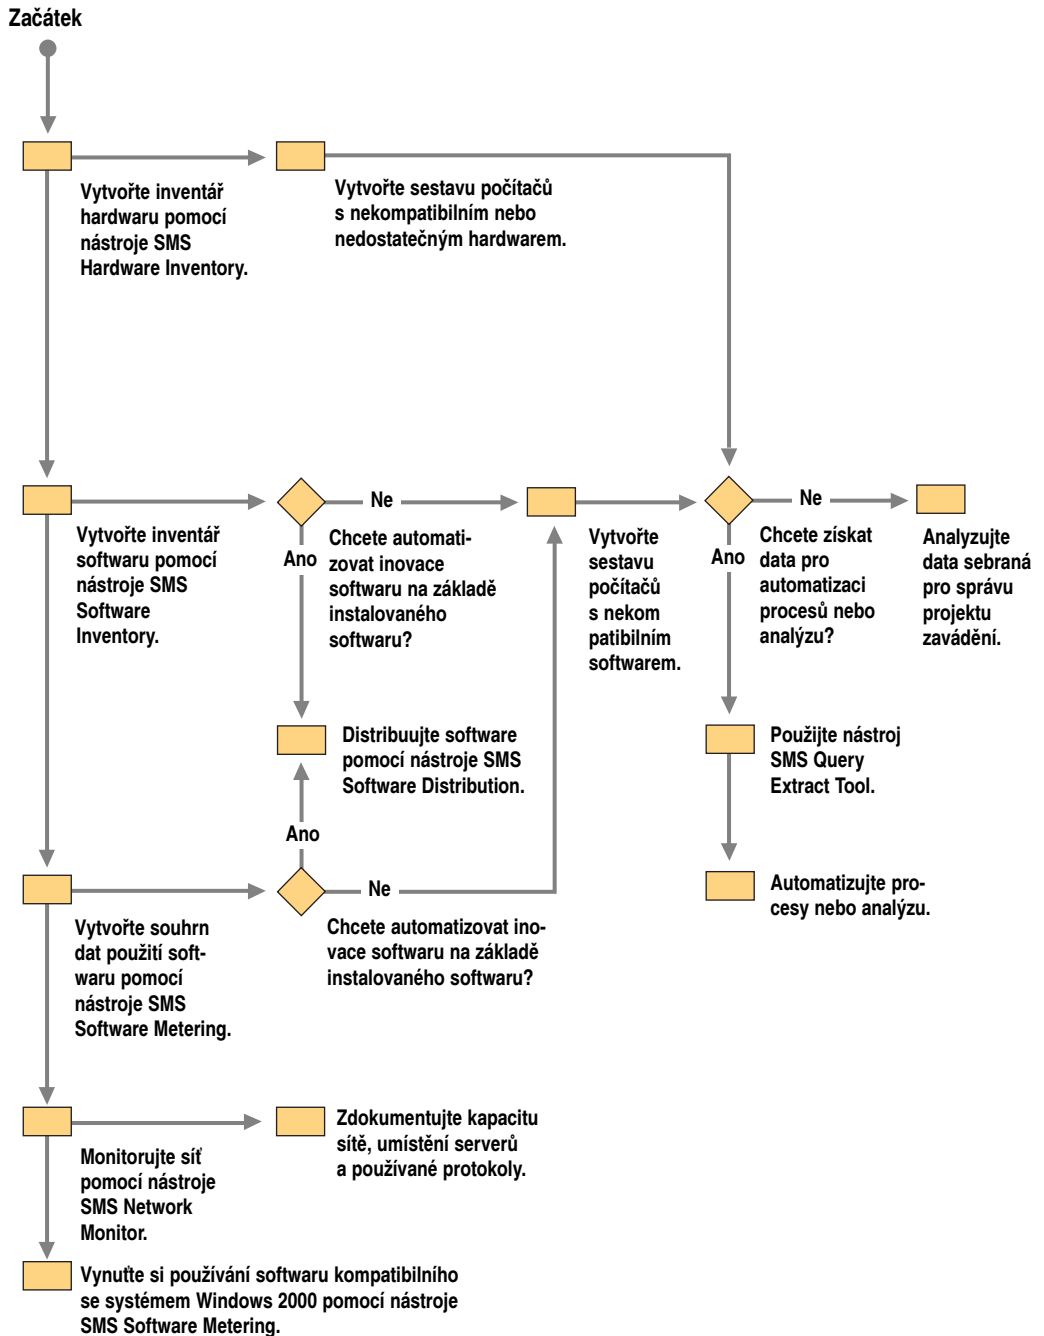 Začátek
Vytvořte inventář
hardwaru pomocí
nástroje SMS
Hardware Inventory.
Vytvořte sestavu počítačů
s nekompatibilním nebo
nedostatečným hardwarem.
Vytvořte inventář
softwaru pomocí
nástroje SMS
Software
Inventory.
Ne
Ano
Chcete automati-
zovat inovace
softwaru na základě
instalovaného
softwaru?
Vytvořte
sestavu
počítačů
s nekom
patibilním
softwarem.
Ne
Ano
Chcete získat
data pro
automatizaci
procesů nebo
analýzu?
Analyzujte
data sebraná
pro správu
projektu
zavádění.
Distribuujte software
pomocí nástroje SMS
Software Distribution.
Použijte nástroj
SMS Query
Extract Tool.
Ano
Ne
Automatizujte pro-
cesy nebo analýzu.
Vytvořte souhrn
dat použití soft-
waru pomocí
nástroje SMS
Software Metering.
Chcete automatizovat ino-
vace softwaru na základě
instalovaného softwaru?
Monitorujte síť
pomocí nástroje
SMS Network
Monitor.
Zdokumentujte kapacitu
sítě, umístění serverů
a používané protokoly.
Vynuťte si používání softwaru kompatibilního
se systémem Windows 2000 pomocí nástroje
SMS Software Metering.